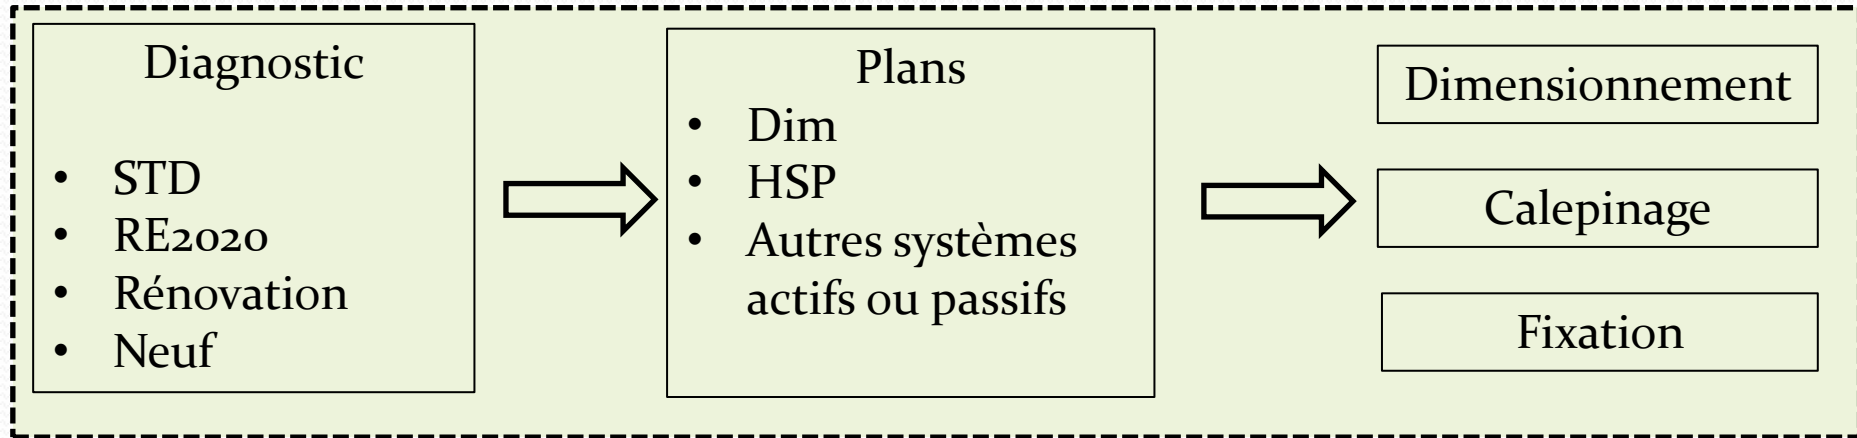 Diagnostic
• STD
• RE2020
• Rénovation
• Neuf
Plans
• Dim
• HSP
• Autres systèmes
actifs ou passifs
Dimensionnement
Calepinage
Fixation